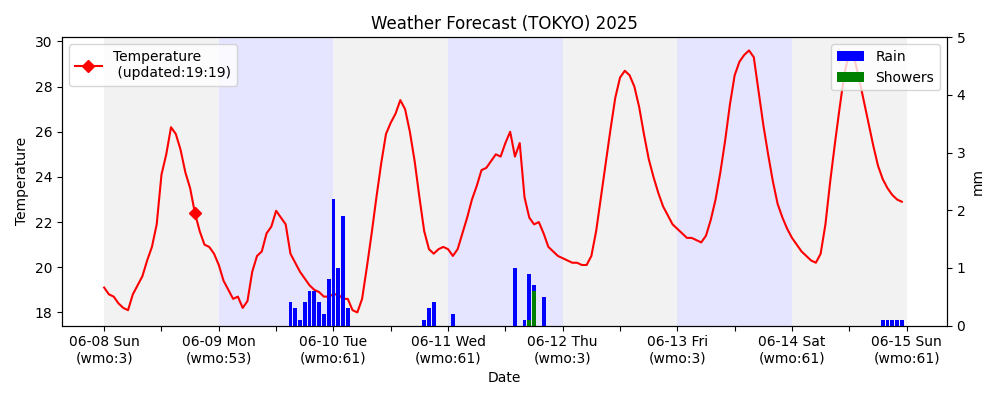 Weather Forecast (TOKYO) 2025
Temperature
(updated:19:19)
Rain
Showers
Temperature
30
28
26
24
22
20
18
5
4
3
2
1
0
mm
06-08 Sun
(wmo:3)
06-09 Mon
(wmo:53)
06-10 Tue
(wmo:61)
06-11 Wed
(wmo:61)
06-12 Thu
(wmo:3)
06-13 Fri
(wmo:3)
06-14 Sat
(wmo:61)
06-15 Sun
(wmo:61)
Date